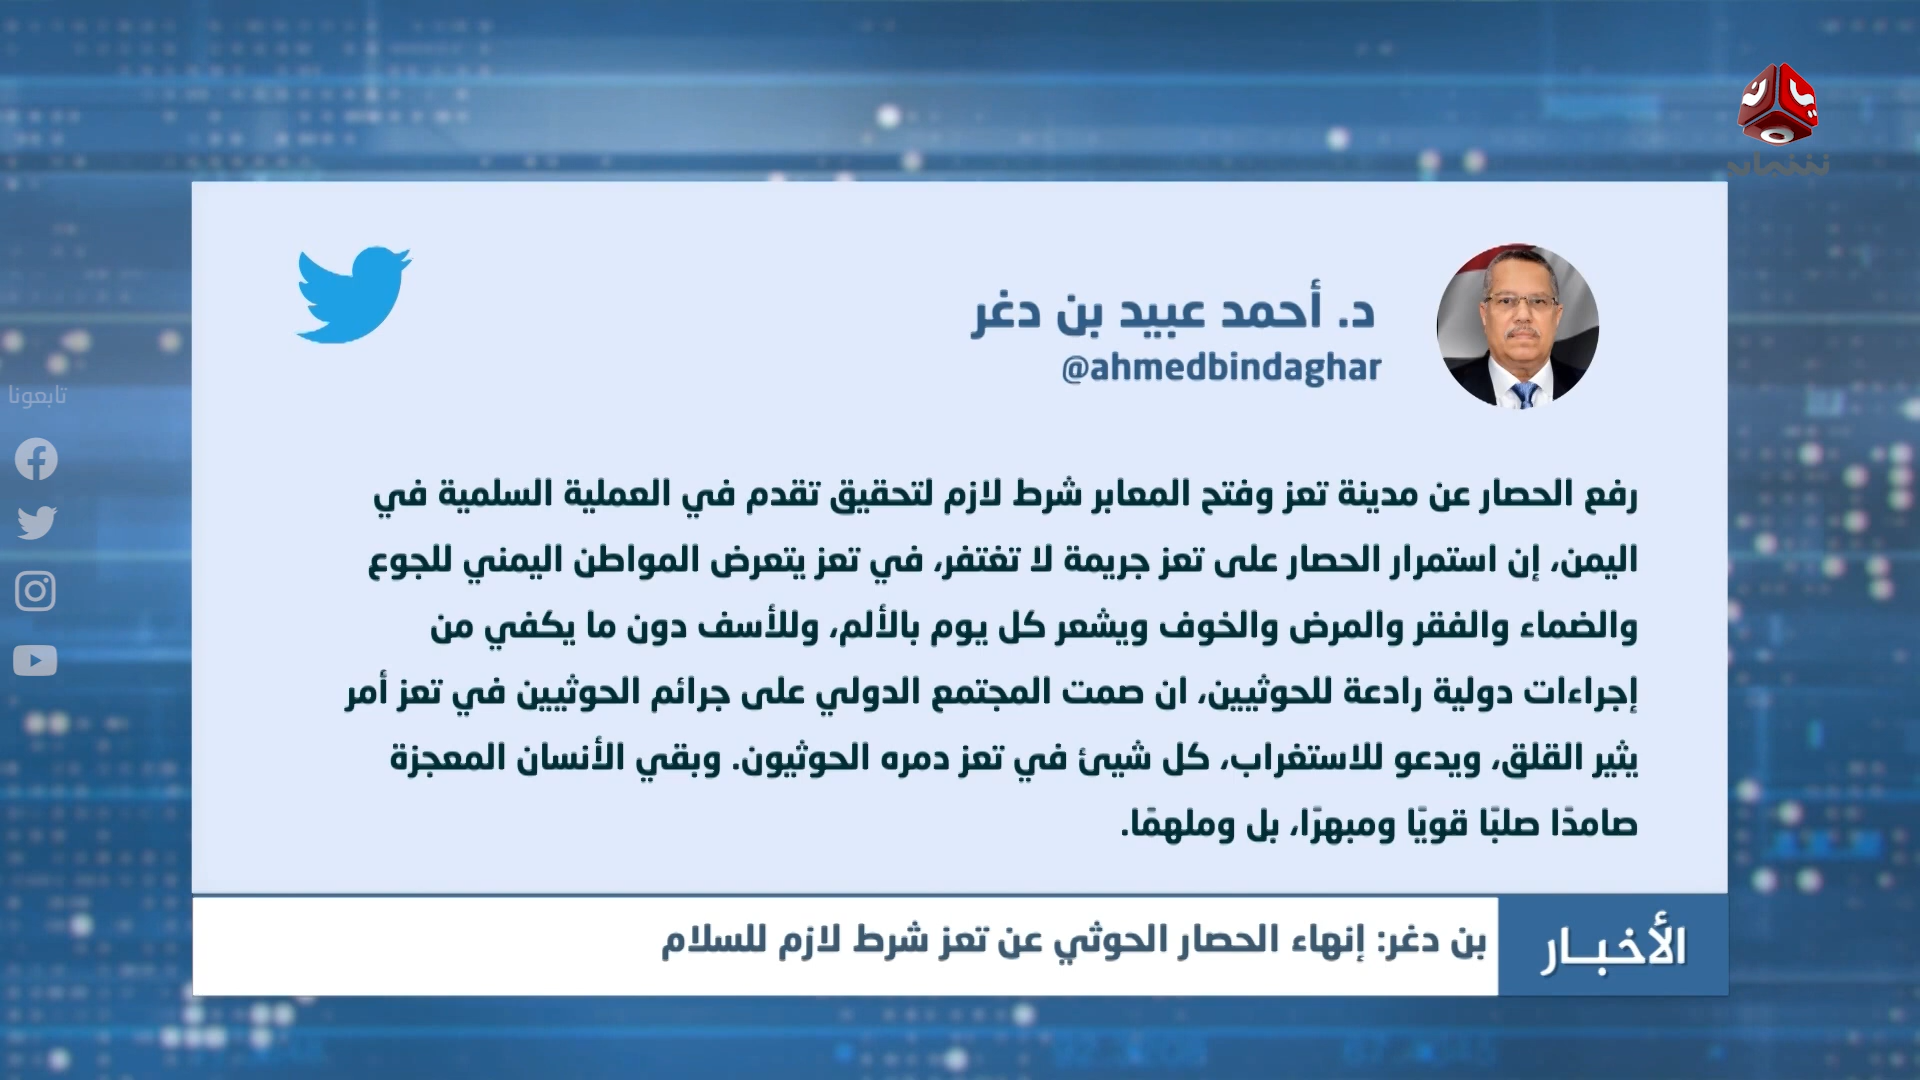 د. أحمد عبيد بن دغر
@ahmedbindaghar
رفع الحصار عن مدينة تعز وفتح المعابر شرط لازم لتحقيق تقدم في العملية السلمية في
اليمن، إن استمرار الحصار على تعز جريمة لا تغتفر، في تعز يتعرض المواطن اليمني للجوع
والضماء والفقر والمرض والخوف ويشعر كل يوم بالألم، وللأسف دون ما يكفي من
إجراءات دولية رادعة للحوثيين، ان صمت المجتمع الدولي على جرائم الحوثيين في تعز أمر
يثير القلق، ويدعو للاستغراب، كل شيئ في تعز دمره الحوثيون. وبقي الأنسان المعجزة
صامدًا صلبًا قويًا ومبهرًا، بل وملهمًا.
الأخبـار
بن دغر: إنهاء الحصار الحوثي عن تعز شرط لازم للسلام
تابعونا